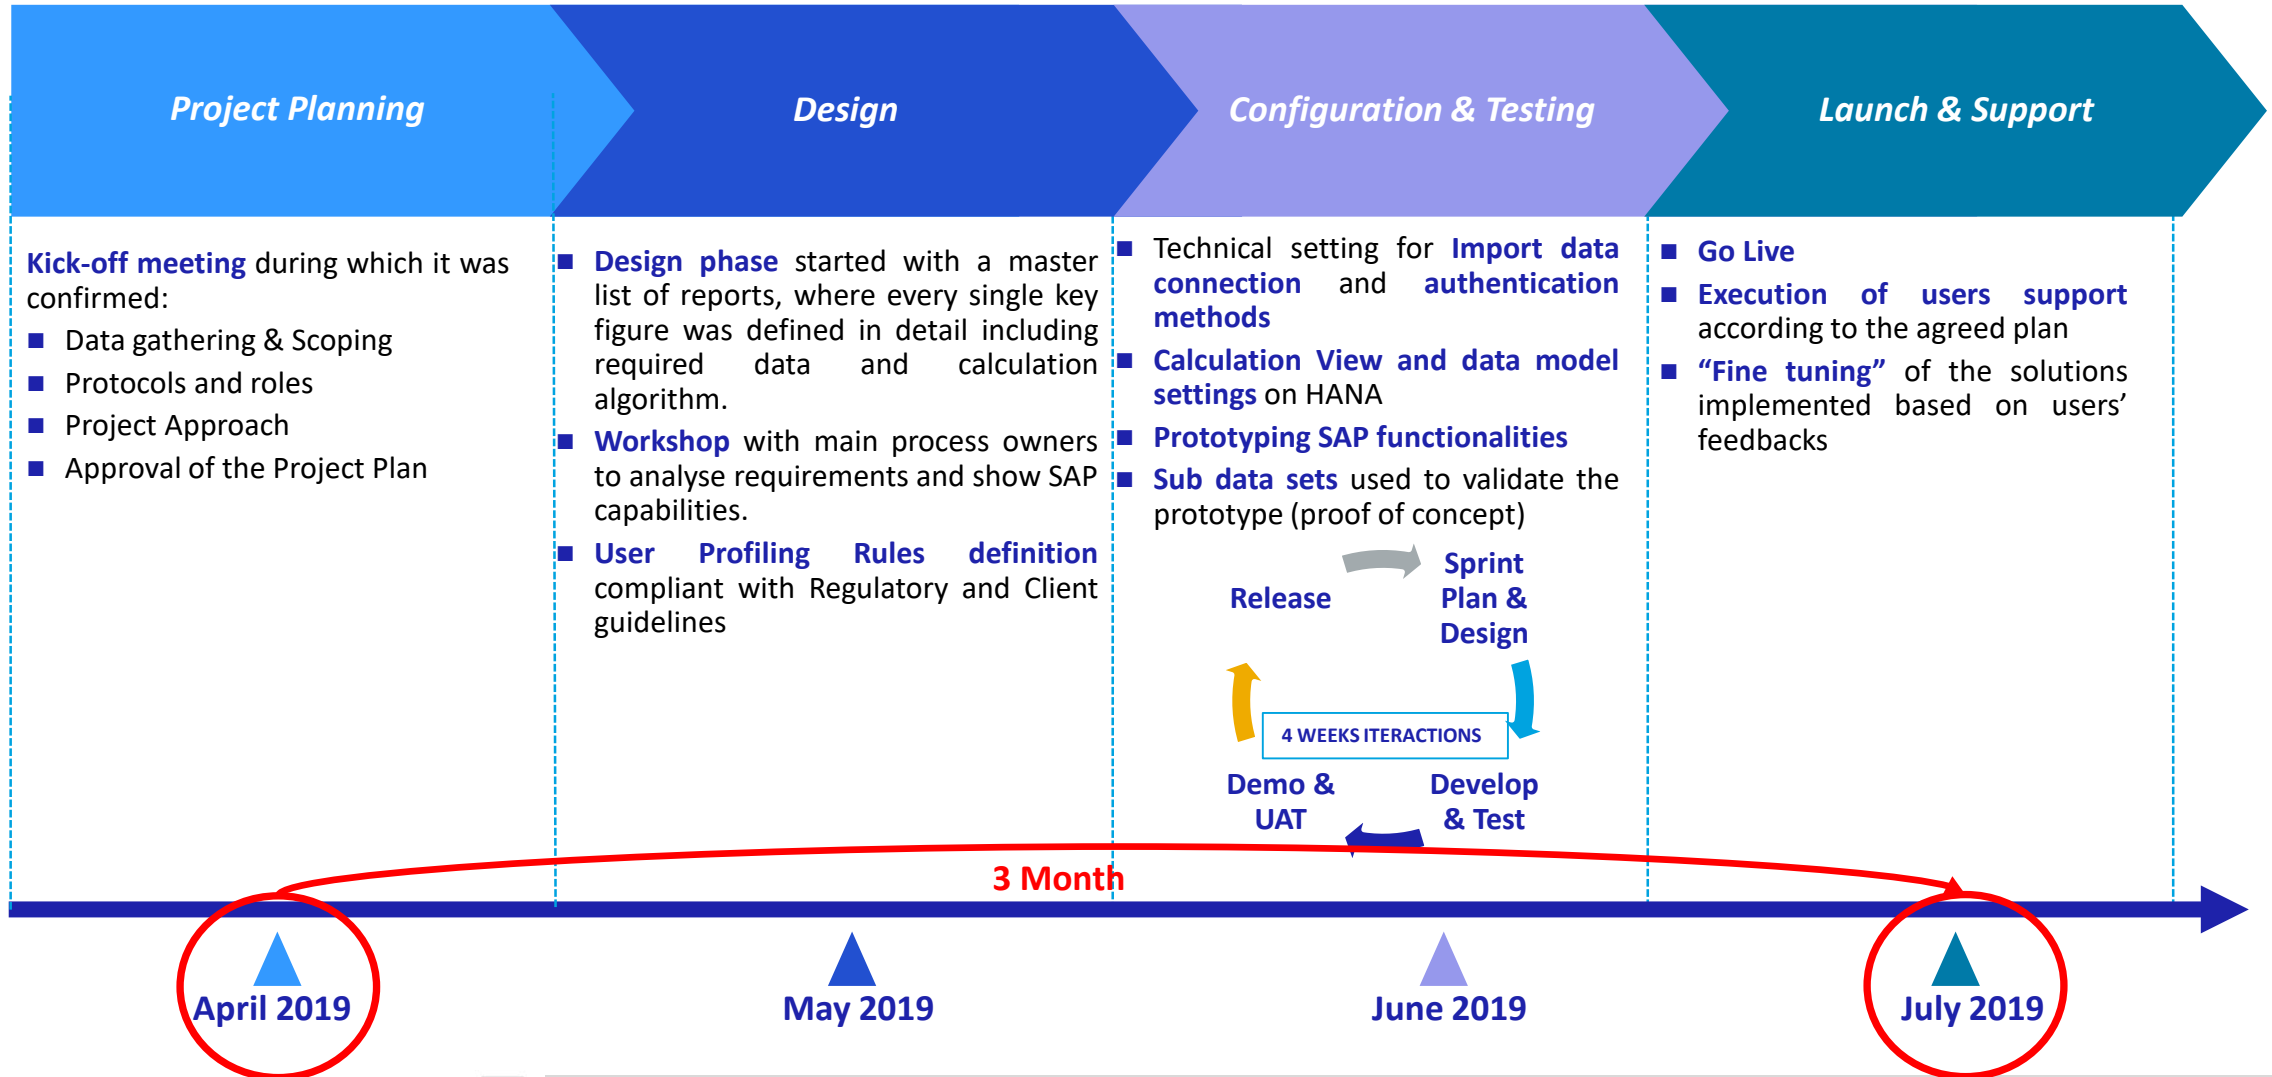 Project Planning
Design
Configuration & Testing
Launch & Support
Kick-off meeting during which it was
confirmed:
Data gathering & Scoping
Protocols and roles
Project Approach
Approval of the Project Plan
Design phase started with a master
list of reports, where every single key
figure was defined in detail including
required data and calculation
algorithm.
Workshop with main process owners
to analyse requirements and show SAP
capabilities.
User Profiling Rules definition
compliant with Regulatory and Client
guidelines
Technical setting for Import data
connection and authentication
methods
Calculation View and data model
settings on HANA
Prototyping SAP functionalities
Sub data sets used to validate the
prototype (proof of concept)
Release
Sprint
Plan &
Design
4 WEEKS ITERACTIONS
Demo &
UAT
Develop
& Test
Go Live
Execution of users support
according to the agreed plan
“Fine tuning” of the solutions
implemented based on users’
feedbacks
3 Month
April 2019
May 2019
June 2019
July 2019